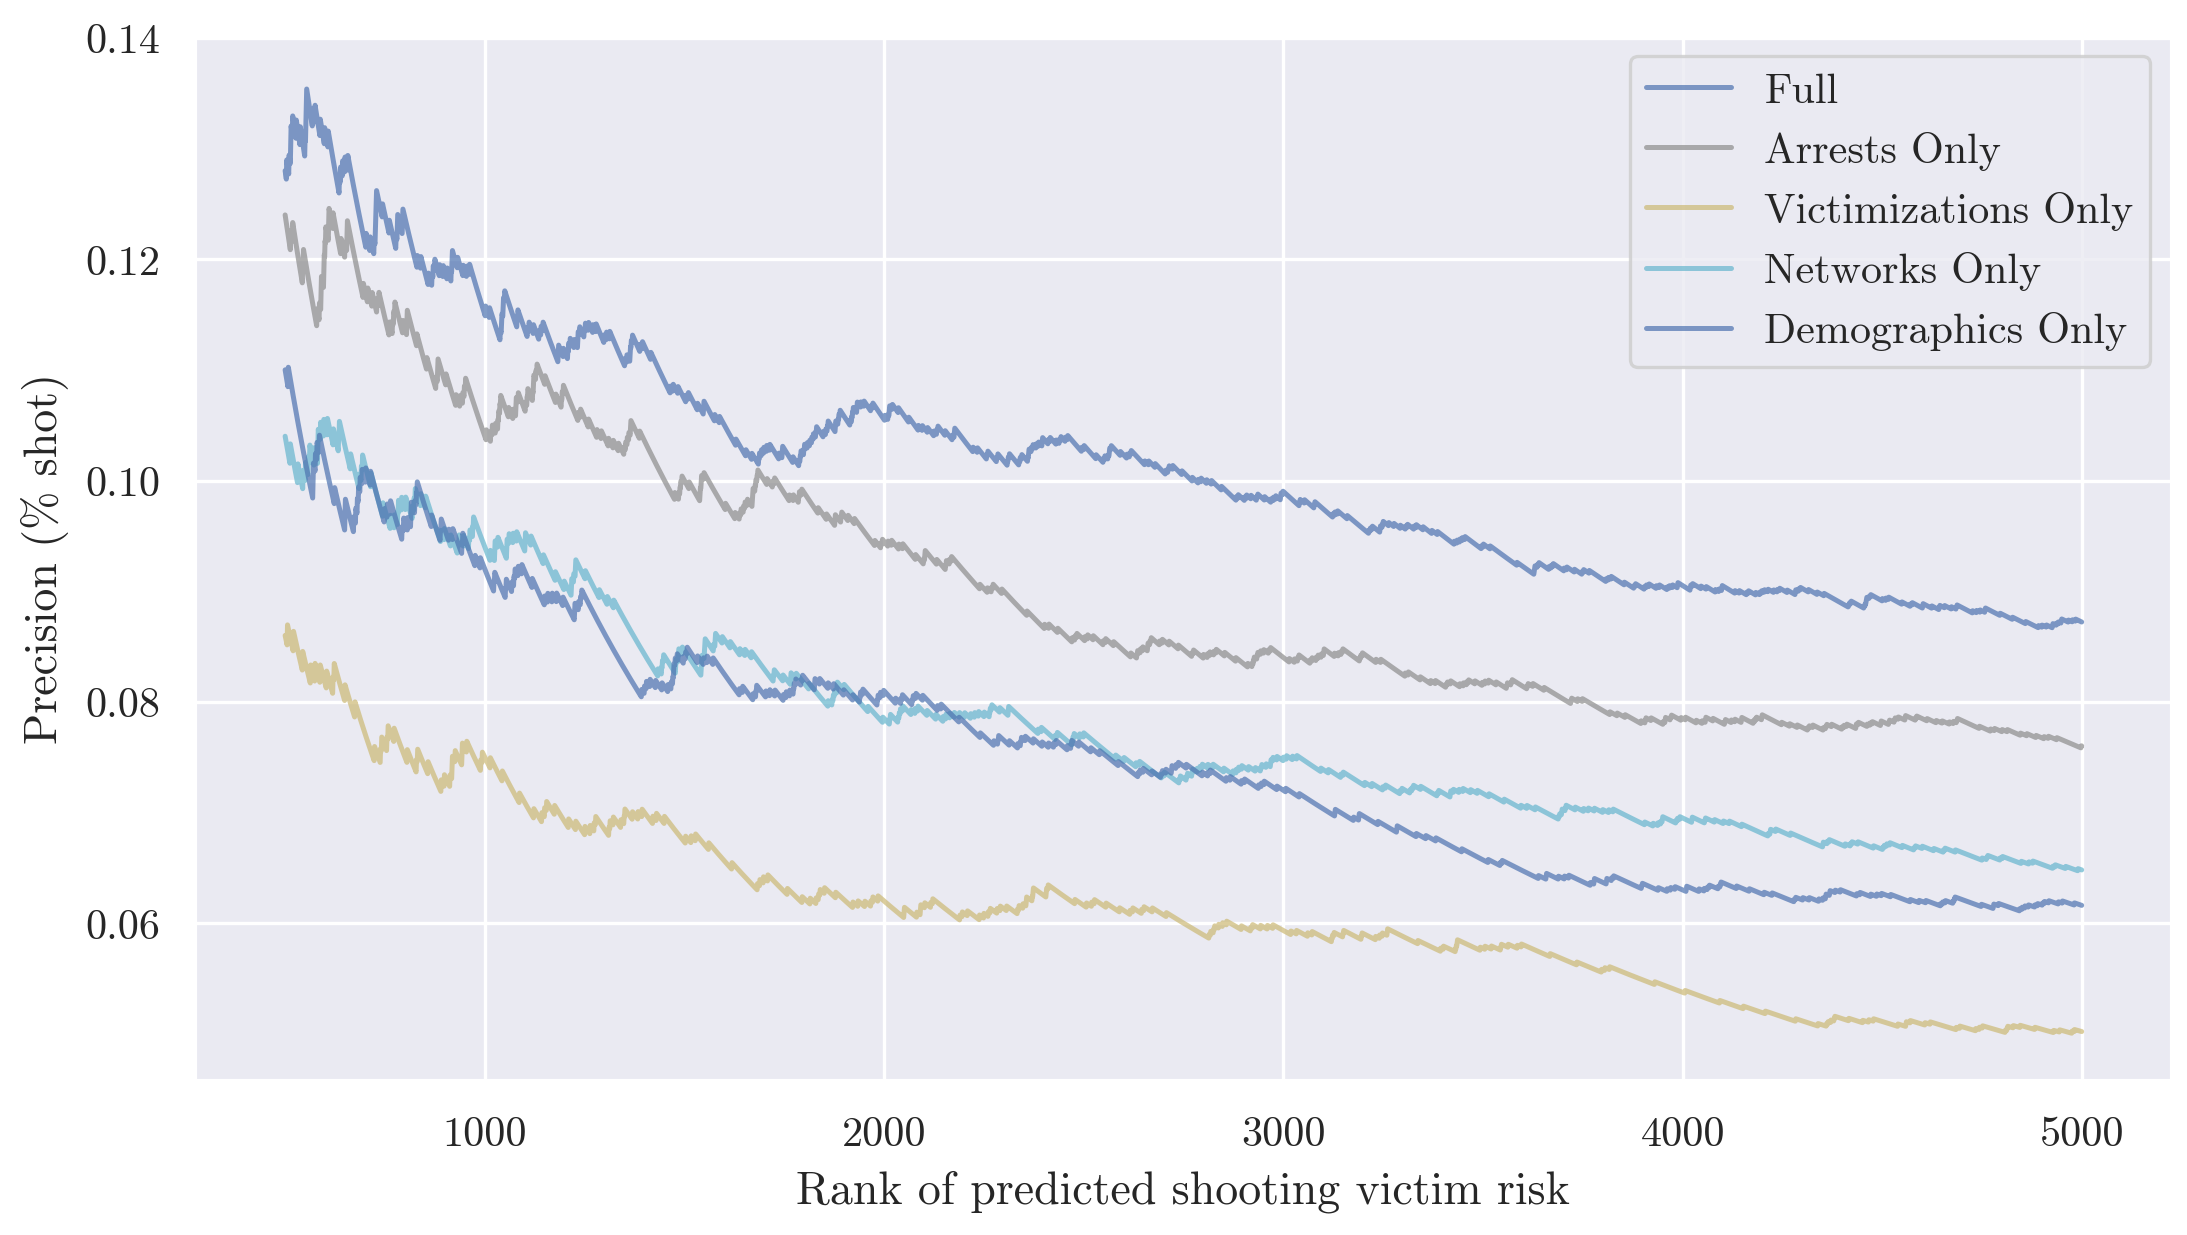 0.14
0.12
0.10
0.08
0.06
Precision (% shot)
Full
Arrests Only
Victimizations Only
Networks Only
Demographics Only
1000 2000 3000 4000 5000
Rank of predicted shooting victim risk